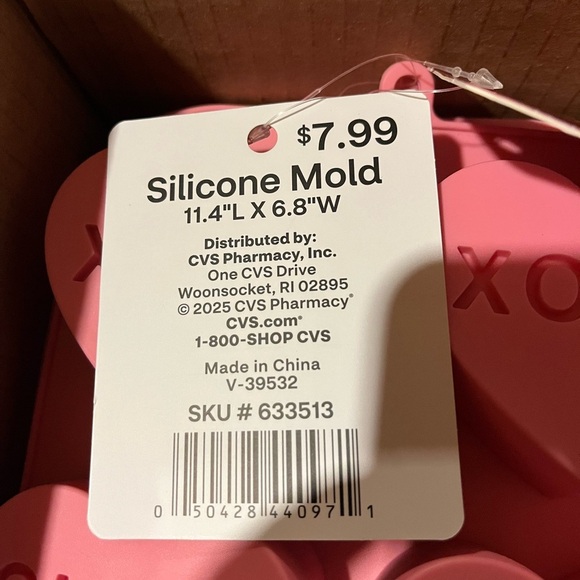 $7.99
Silicone Mold
11.4"L X 6.8"W
Distributed by:
CVS Pharmacy, Inc.
One CVS Drive
Woonsocket, RI 02895
© 2025 CVS Pharmacy®
CVS.com®
1-800-SHOP CVS
Made in China
V-39532
SKU # 633513
0 50428 44097 1
XO